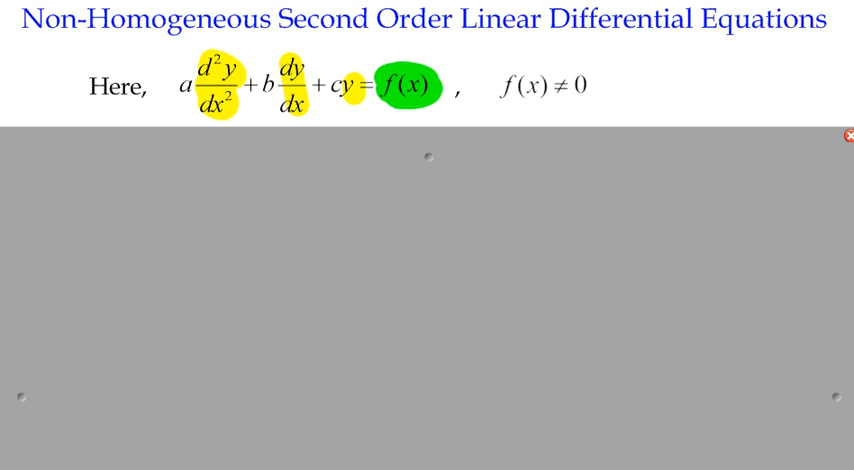 Non-Homogeneous Second Order Linear Differential Equations
Here, a d²y/dx² + b dy/dx + cy = f(x) , f(x) ≠ 0